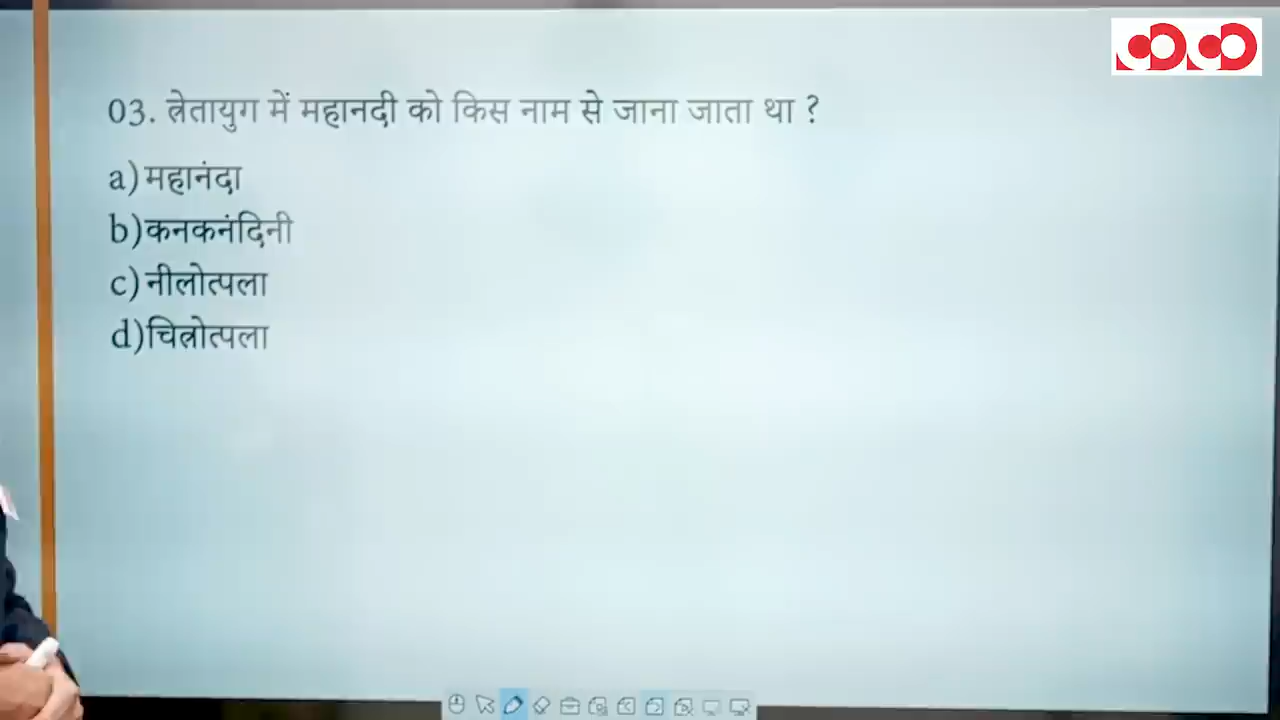 03. त्रेतायुग में महानदी को किस नाम से जाना जाता था ?
a) महानंदा
b) कनकनंदिनी
c) नीलोत्पला
d) चित्रोत्पला